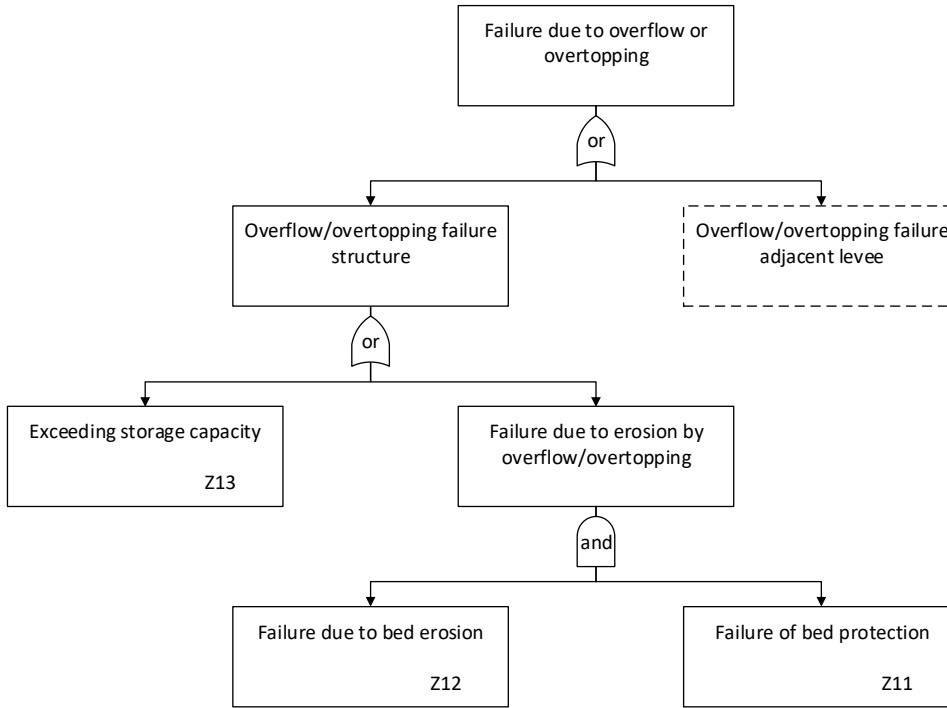 Failure due to overflow or
overtopping
or
Overflow/overtopping failure
structure
Overflow/overtopping failure
adjacent levee
or
Exceeding storage capacity
Z13
Failure due to erosion by
overflow/overtopping
and
Failure due to bed erosion
Z12
Failure of bed protection
Z11